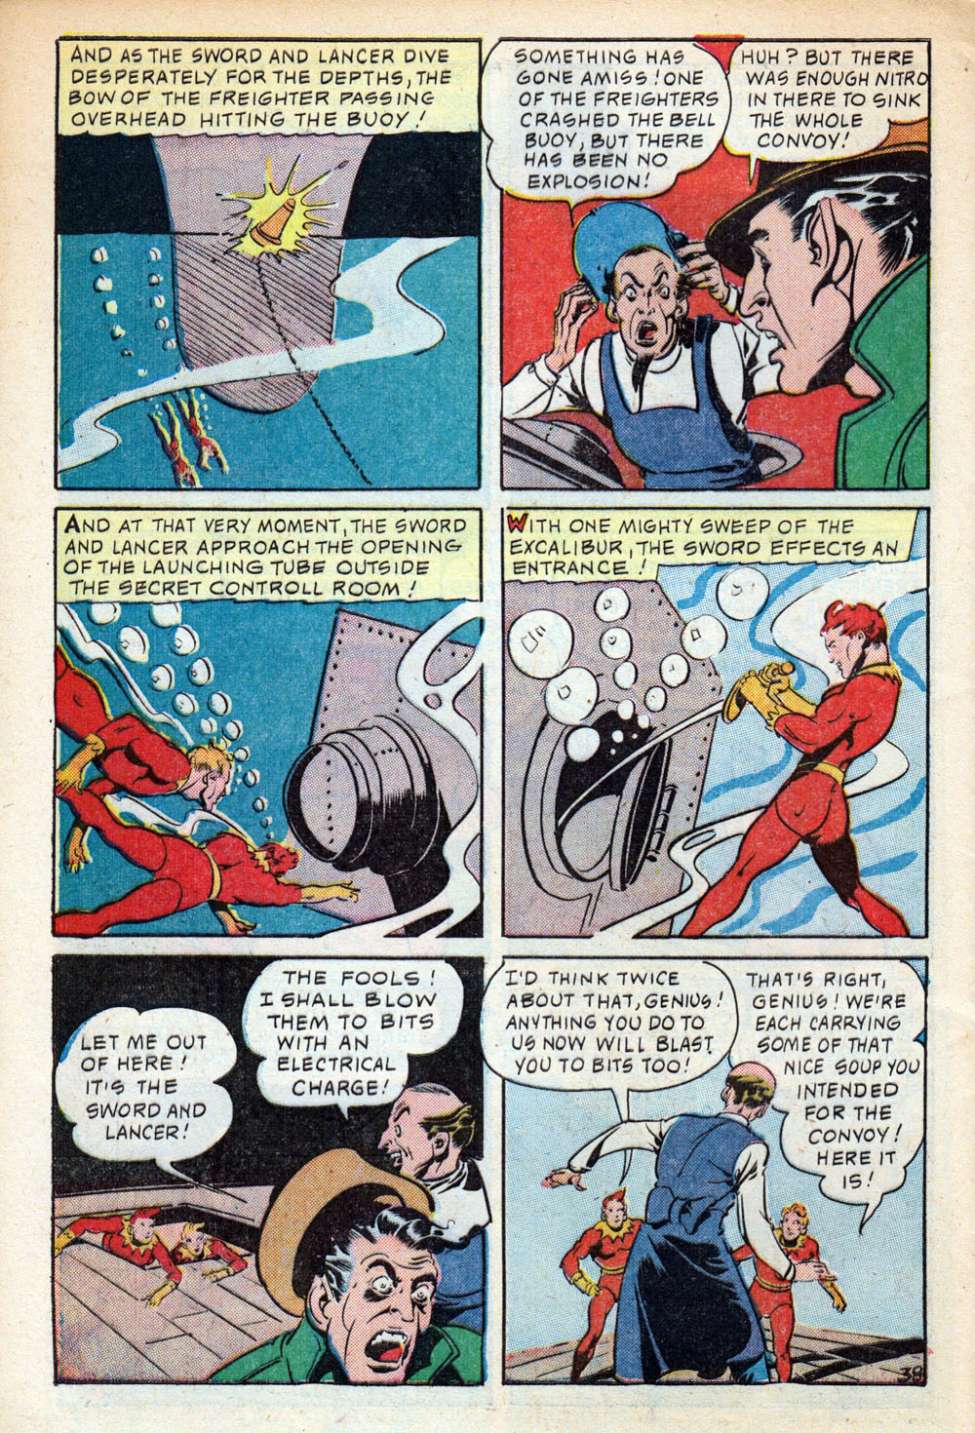 AND AS THE SWORD AND LANCER DIVE
DESPERATELY FOR THE DEPTHS, THE
BOW OF THE FREIGHTER PASSING
OVERHEAD HITTING THE BUOY!
SOMETHING HAS
GONE AMISS! ONE
OF THE FREIGHTERS
CRASHED THE BELL
BUOY, BUT THERE
HAS BEEN NO
EXPLOSION!
HUH? BUT THERE
WAS ENOUGH NITRO
IN THERE TO SINK
THE WHOLE
CONVOY!
AND AT THAT VERY MOMENT, THE SWORD
AND LANCER APPROACH THE OPENING
OF THE LAUNCHING TUBE OUTSIDE
THE SECRET CONTROLL ROOM!
WITH ONE MIGHTY SWEEP OF THE
EXCALIBUR, THE SWORD EFFECTS AN
ENTRANCE!
LET ME OUT
OF HERE!
IT'S THE
SWORD AND
LANCER!
THE FOOLS!
I SHALL BLOW
THEM TO BITS
WITH AN
ELECTRICAL
CHARGE!
I'D THINK TWICE
ABOUT THAT, GENIUS!
ANYTHING YOU DO TO
US NOW WILL BLAST
YOU TO BITS TOO!
THAT'S RIGHT,
GENIUS! WE'RE
EACH CARRYING
SOME OF THAT
NICE SOUP YOU
INTENDED
FOR THE
CONVOY!
HERE IT
IS!
38